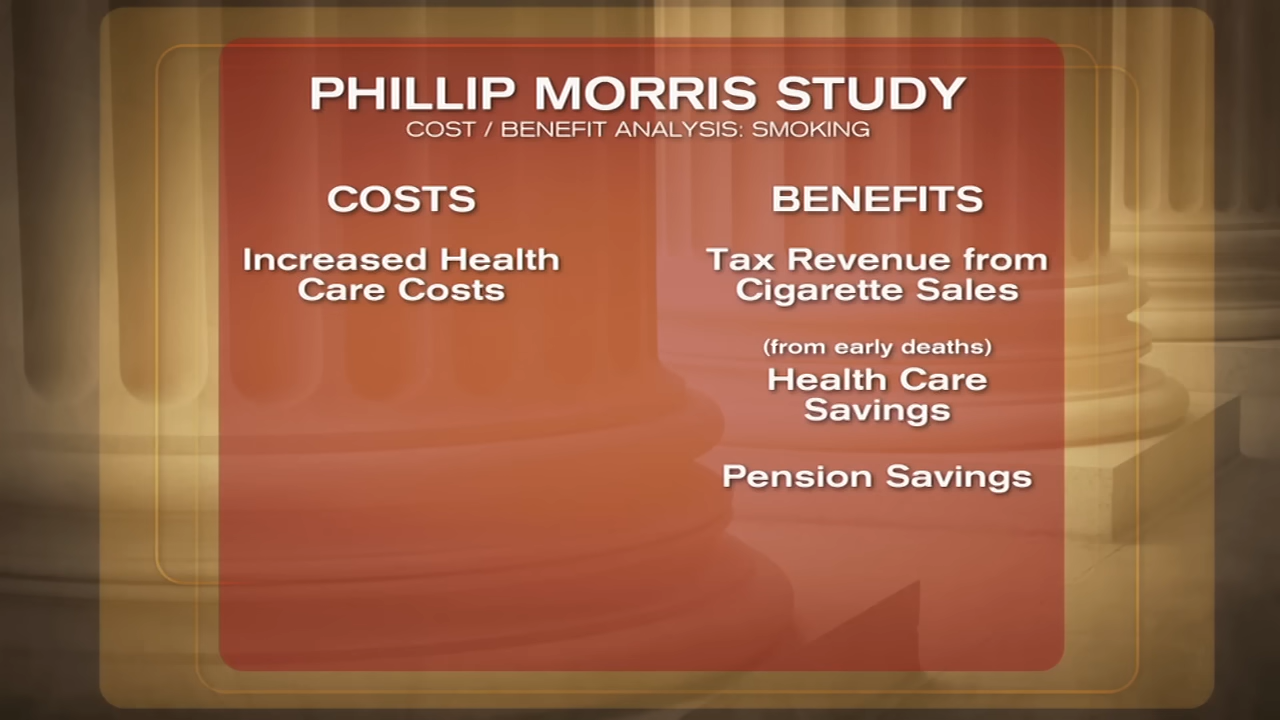 PHILLIP MORRIS STUDY
COST / BENEFIT ANALYSIS: SMOKING
COSTS
Increased Health
Care Costs
BENEFITS
Tax Revenue from
Cigarette Sales
(from early deaths)
Health Care
Savings
Pension Savings